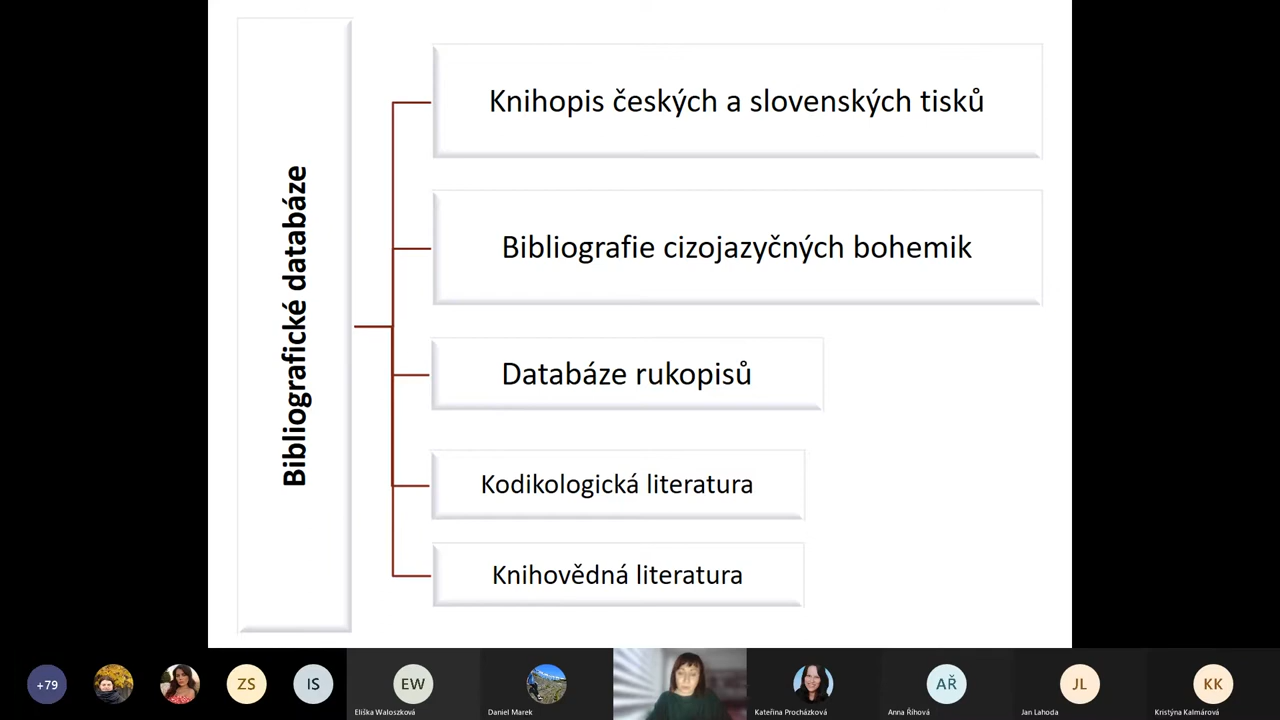 Bibliografické databáze
Knihopis českých a slovenských tisků
Bibliografie cizojazyčných bohemik
Databáze rukopisů
Kodikologická literatura
Knihovědná literatura
+79
ZS
IS
EW
AŘ
JL
KK
Eliška Waloszková
Daniel Marek
Kateřina Procházková
Anna Říhová
Jan Lahoda
Kristýna Kalmárová